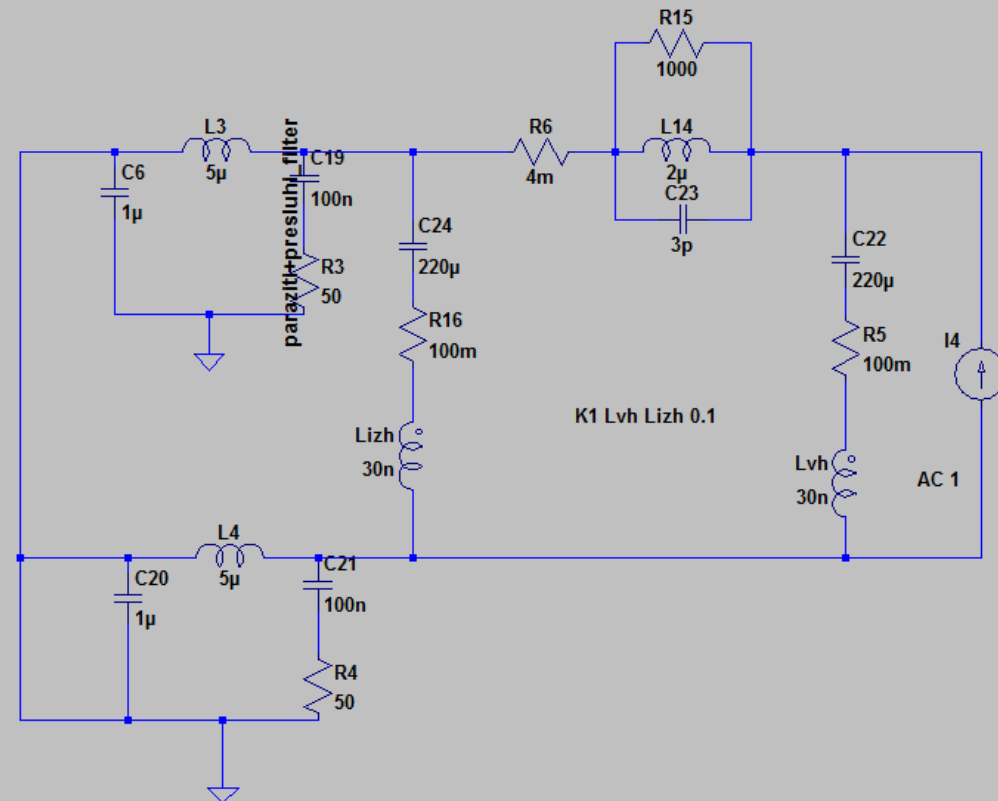 R15
1000
L3
5µ
C6
1µ
paraziti+presluhi_filter
C19
100n
R3
50
R6
4m
L14
2µ
C23
3p
C24
220µ
R16
100m
C22
220µ
R5
100m
I4
K1 Lvh Lizh 0.1
Lizh
30n
Lvh
30n
AC 1
L4
5µ
C20
1µ
C21
100n
R4
50